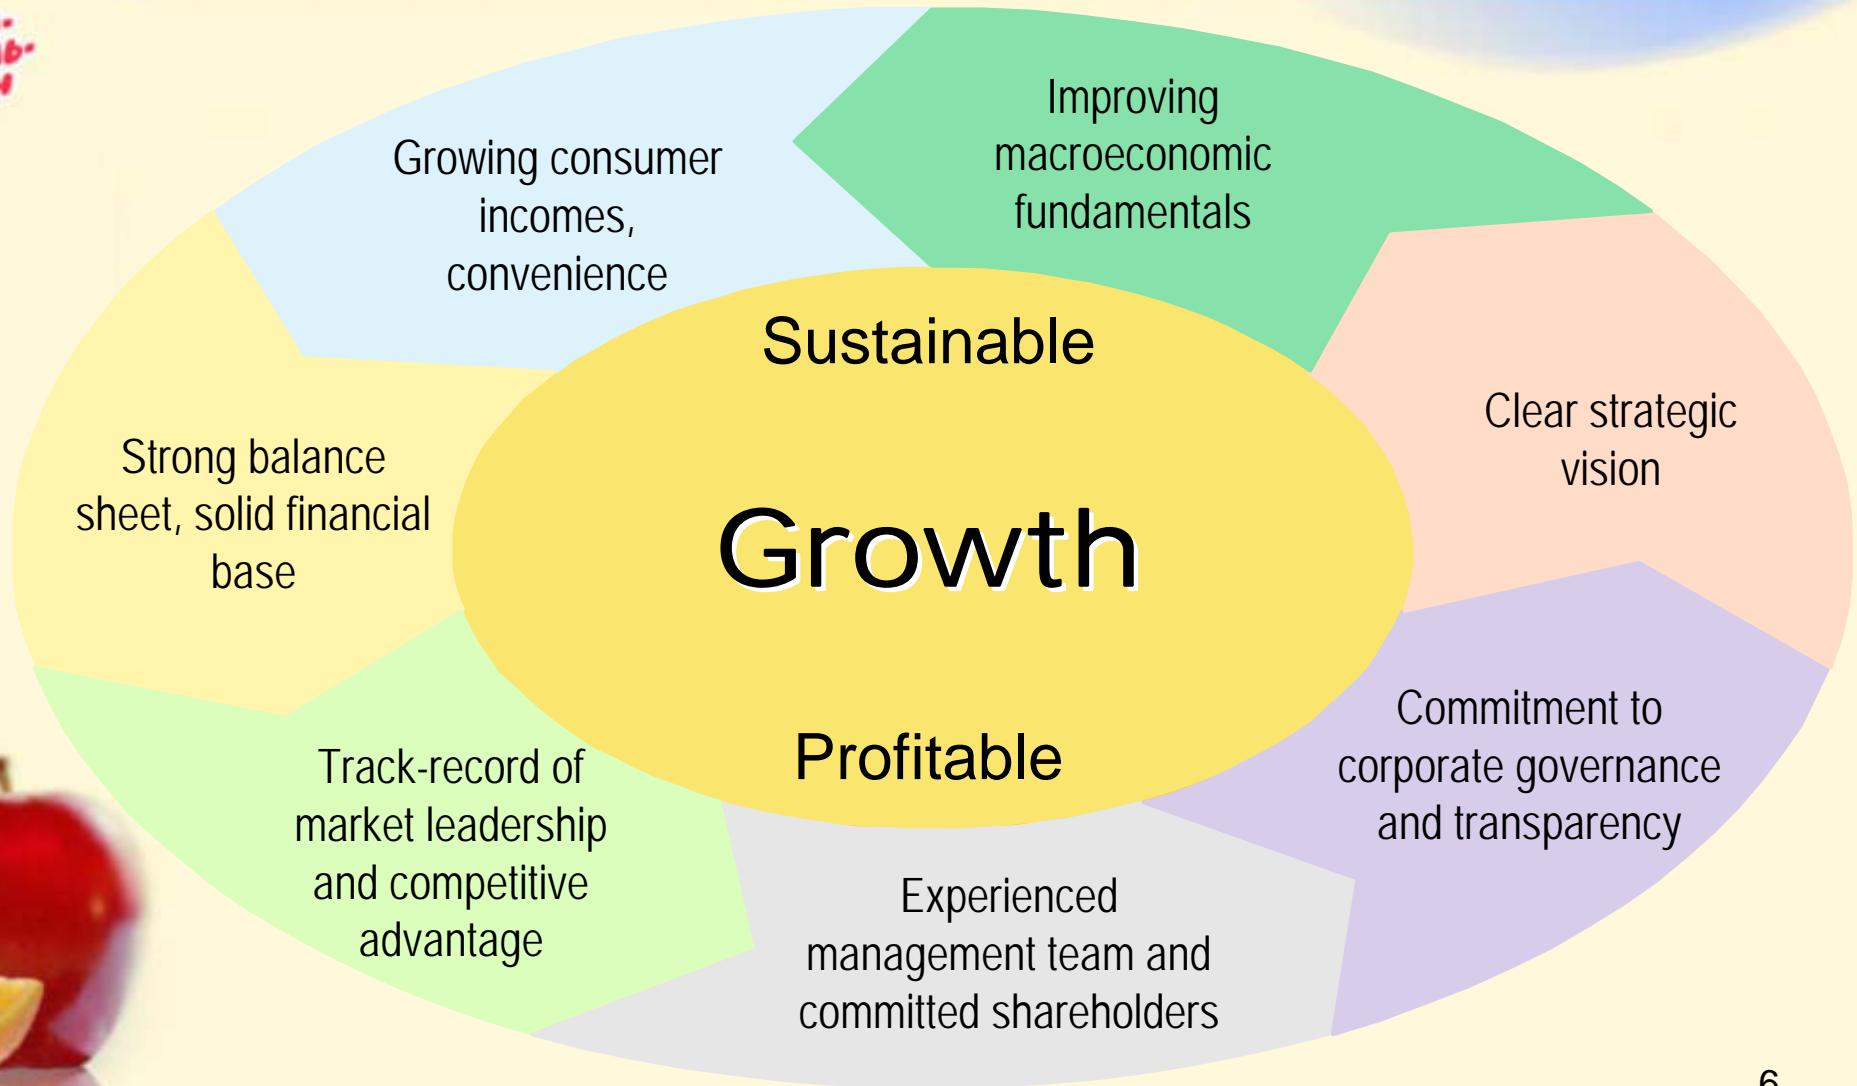 Improving
macroeconomic
fundamentals
Growing consumer
incomes,
convenience
Sustainable
Clear strategic
vision
Strong balance
sheet, solid financial
base
Growth
Commitment to
corporate governance
and transparency
Profitable
Track-record of
market leadership
and competitive
advantage
Experienced
management team and
committed shareholders
6